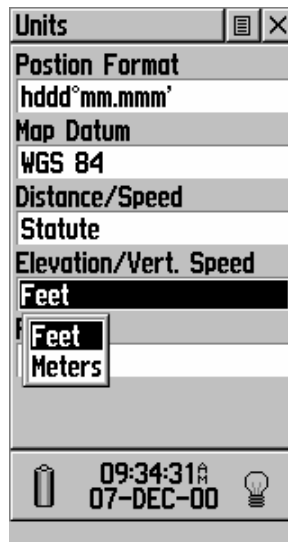 Units
Postion Format
hddd°mm.mmm'
Map Datum
WGS 84
Distance/Speed
Statute
Elevation/Vert. Speed
Feet
Feet
Meters
09:34:31AM
07-DEC-00